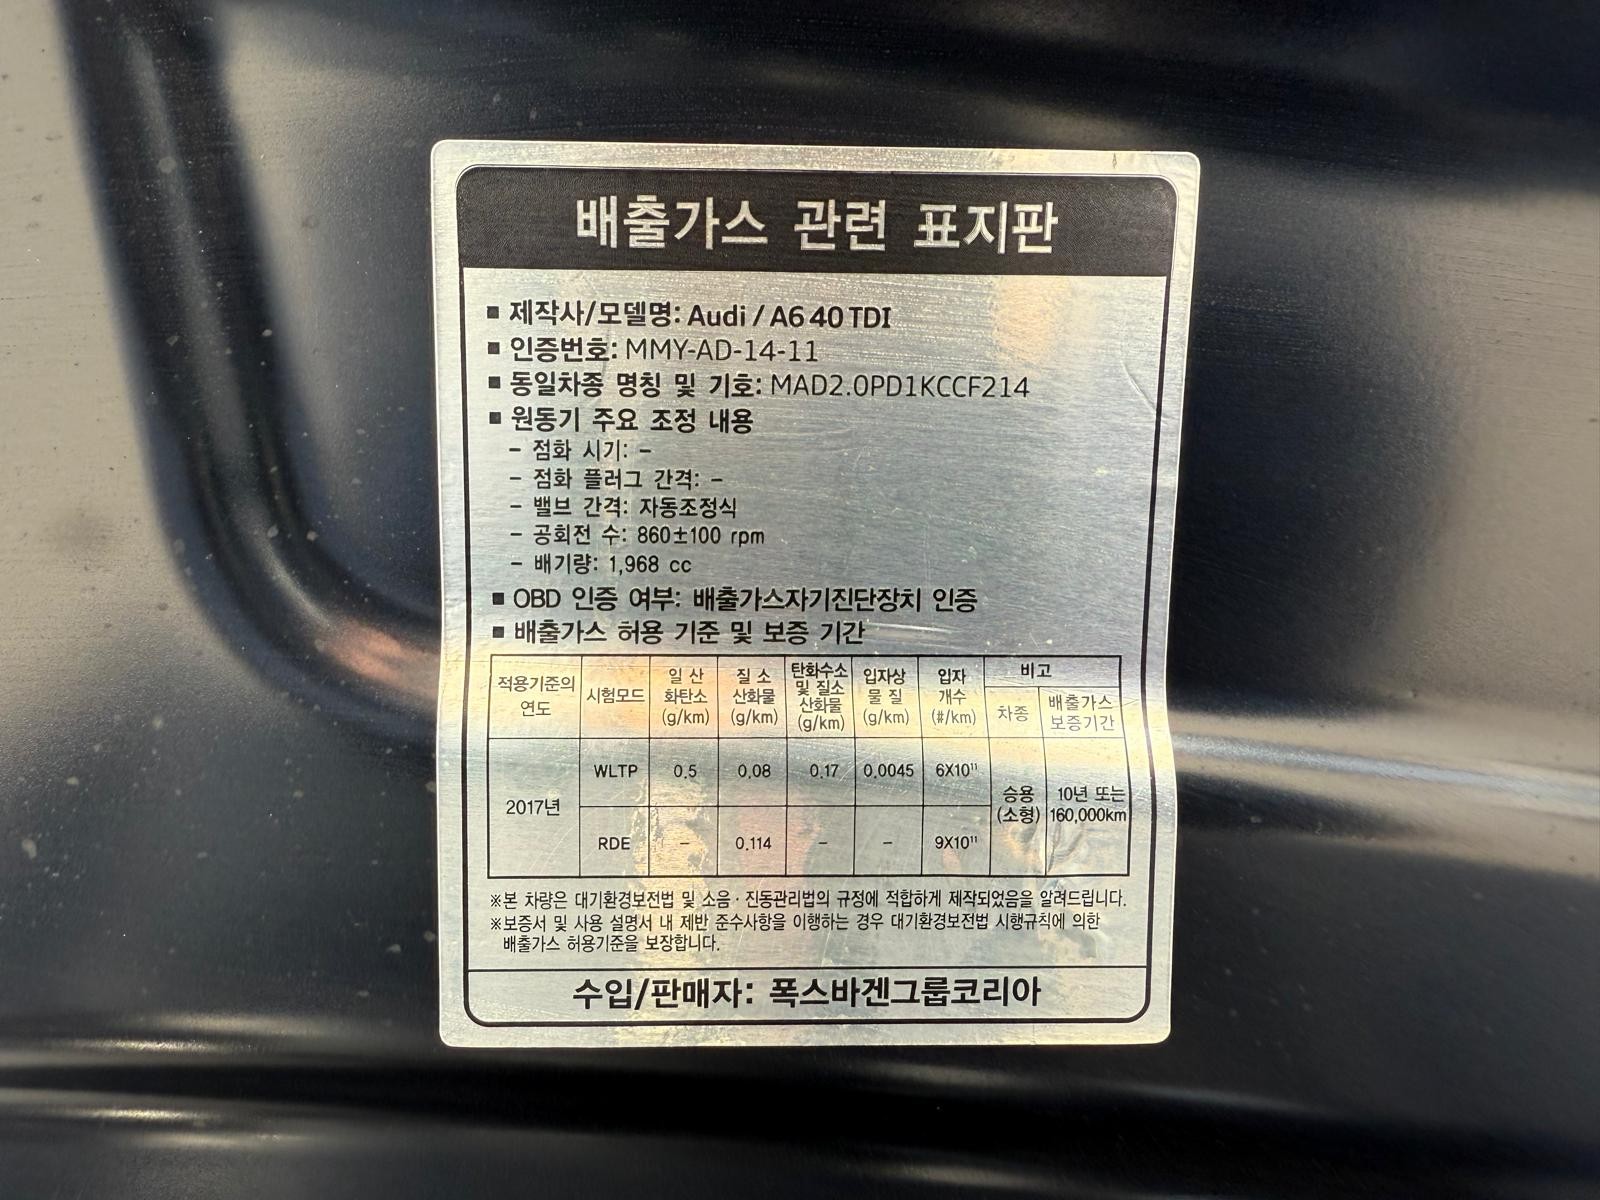 배출가스 관련 표지판
■ 제작사/모델명: Audi / A6 40 TDI
■ 인증번호: MMY-AD-14-11
■ 동일차종 명칭 및 기호: MAD2.0PD1KCCF214
■ 원동기 주요 조정 내용
- 점화 시기: -
- 점화 플러그 간격: -
- 밸브 간격: 자동조정식
- 공회전 수: 860±100 rpm
- 배기량: 1,968 cc
■ OBD 인증 여부: 배출가스자기진단장치 인증
■ 배출가스 허용 기준 및 보증 기간
적용기준의 연도 시험모드 일산화탄소 (g/km) 질소산화물 (g/km) 탄화수소 및 질소산화물 (g/km) 입자상물질 (g/km) 입자개수 (#/km) 비고
차종 배출가스 보증기간
2017년 WLTP 0.5 0.08 0.17 0.0045 6X10¹¹ 승용(소형) 10년 또는 160,000km
RDE - 0.114 - - 9X10¹¹
※본 차량은 대기환경보전법 및 소음·진동관리법의 규정에 적합하게 제작되었음을 알려드립니다.
※보증서 및 사용 설명서 내 제반 준수사항을 이행하는 경우 대기환경보전법 시행규칙에 의한
배출가스 허용기준을 보장합니다.
수입/판매자: 폭스바겐그룹코리아